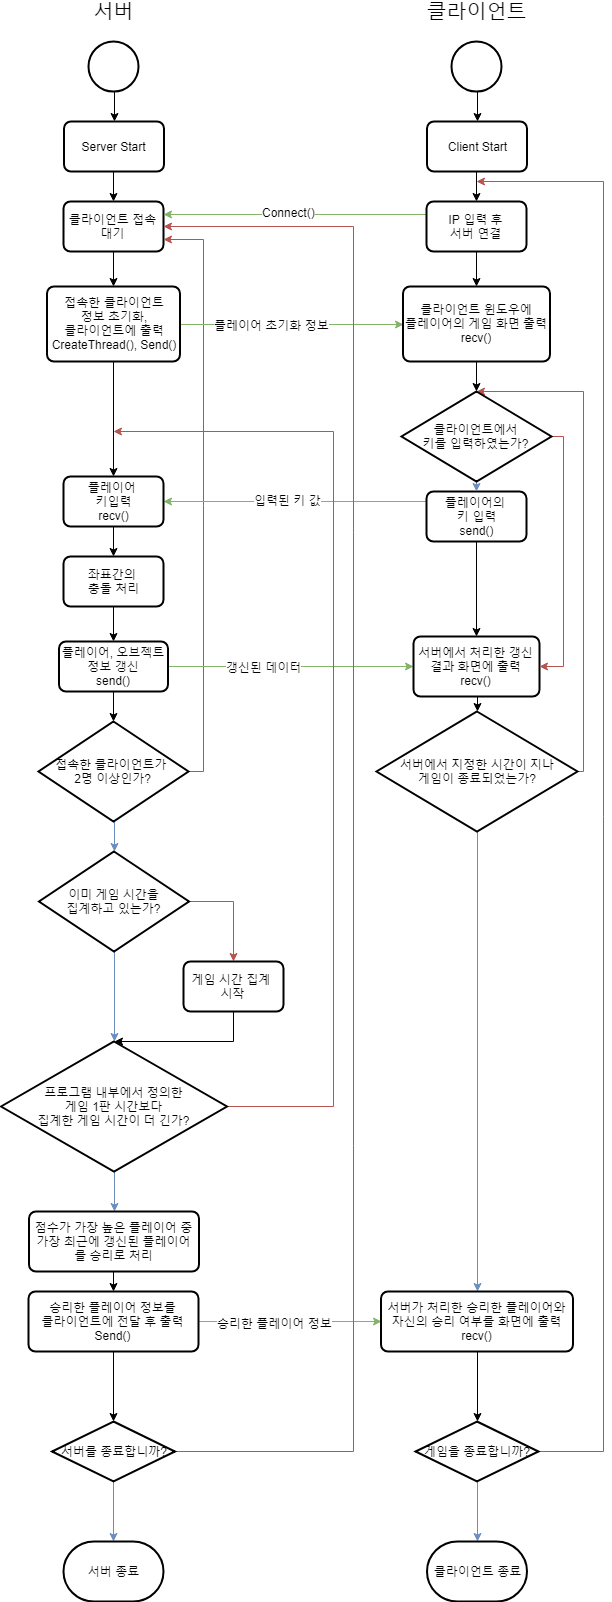 서버
클라이언트
Server Start
Client Start
클라이언트 접속
대기
Connect()
IP 입력 후
서버 연결
접속한 클라이언트
정보 초기화,
클라이언트에 출력
CreateThread(), Send()
플레이어 초기화 정보
클라이언트 윈도우에
플레이어의 게임 화면 출력
recv()
클라이언트에서
키를 입력하였는가?
플레이어
키입력
recv()
입력된 키 값
플레이어의
키 입력
send()
좌표간의
충돌 처리
플레이어, 오브젝트
정보 갱신
send()
갱신된 데이터
서버에서 처리한 갱신
결과 화면에 출력
recv()
접속한 클라이언트가
2명 이상인가?
서버에서 지정한 시간이 지나
게임이 종료되었는가?
이미 게임 시간을
집계하고 있는가?
게임 시간 집계
시작
프로그램 내부에서 정의한
게임 1판 시간보다
집계한 게임 시간이 더 긴가?
점수가 가장 높은 플레이어 중
가장 최근에 갱신된 플레이어
를 승리로 처리
승리한 플레이어 정보를
클라이언트에 전달 후 출력
Send()
승리한 플레이어 정보
서버가 처리한 승리한 플레이어와
자신의 승리 여부를 화면에 출력
recv()
서버를 종료합니까?
게임을 종료합니까?
서버 종료
클라이언트 종료